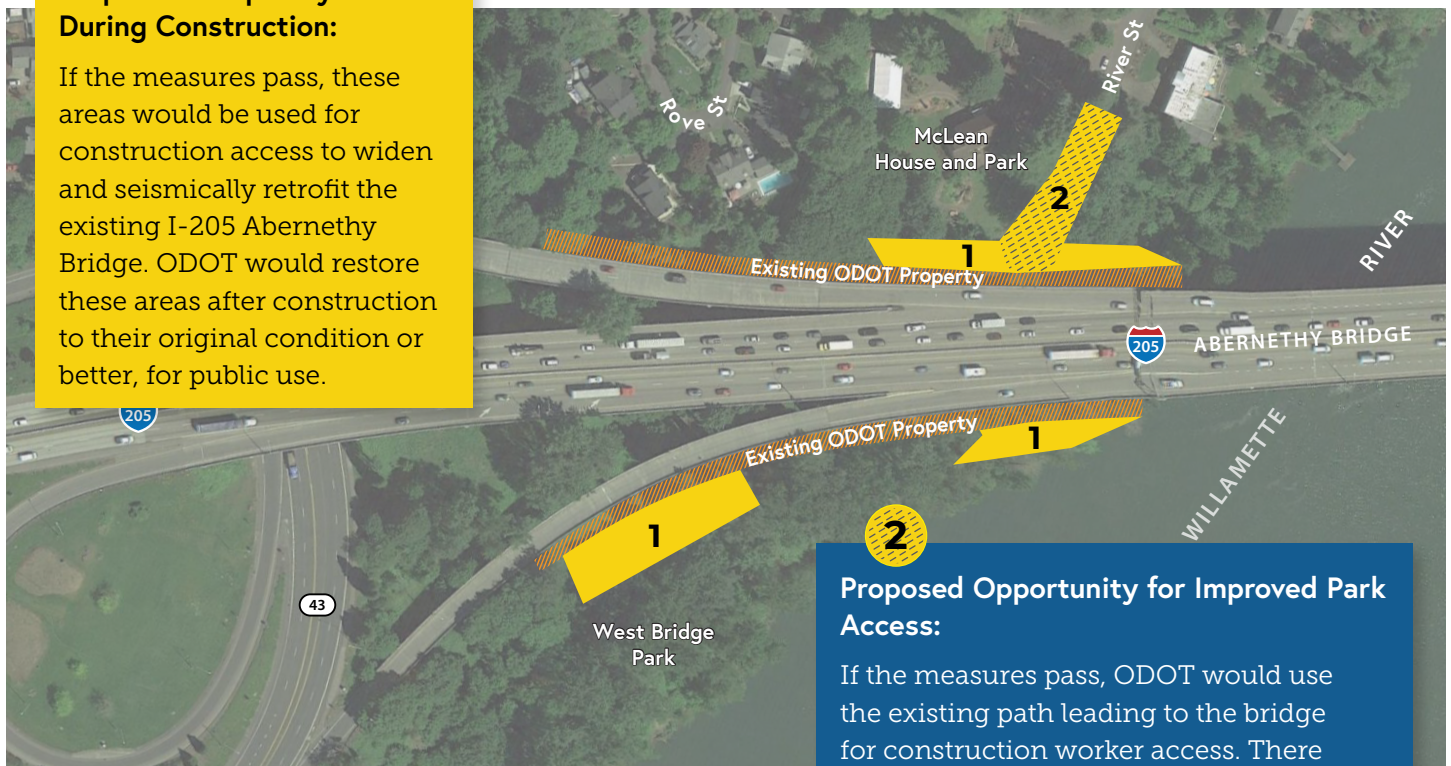 During Construction:
If the measures pass, these
areas would be used for
construction access to widen
and seismically retrofit the
existing I-205 Abernethy
Bridge. ODOT would restore
these areas after construction
to their original condition or
better, for public use.
205
43
Rove St
McLean
House and Park
River St
2
1
Existing ODOT Property
RIVER
205
ABERNETHY BRIDGE
Existing ODOT Property
1
1
WILLAMETTE
West Bridge
Park
2
Proposed Opportunity for Improved Park
Access:
If the measures pass, ODOT would use
the existing path leading to the bridge
for construction worker access. There